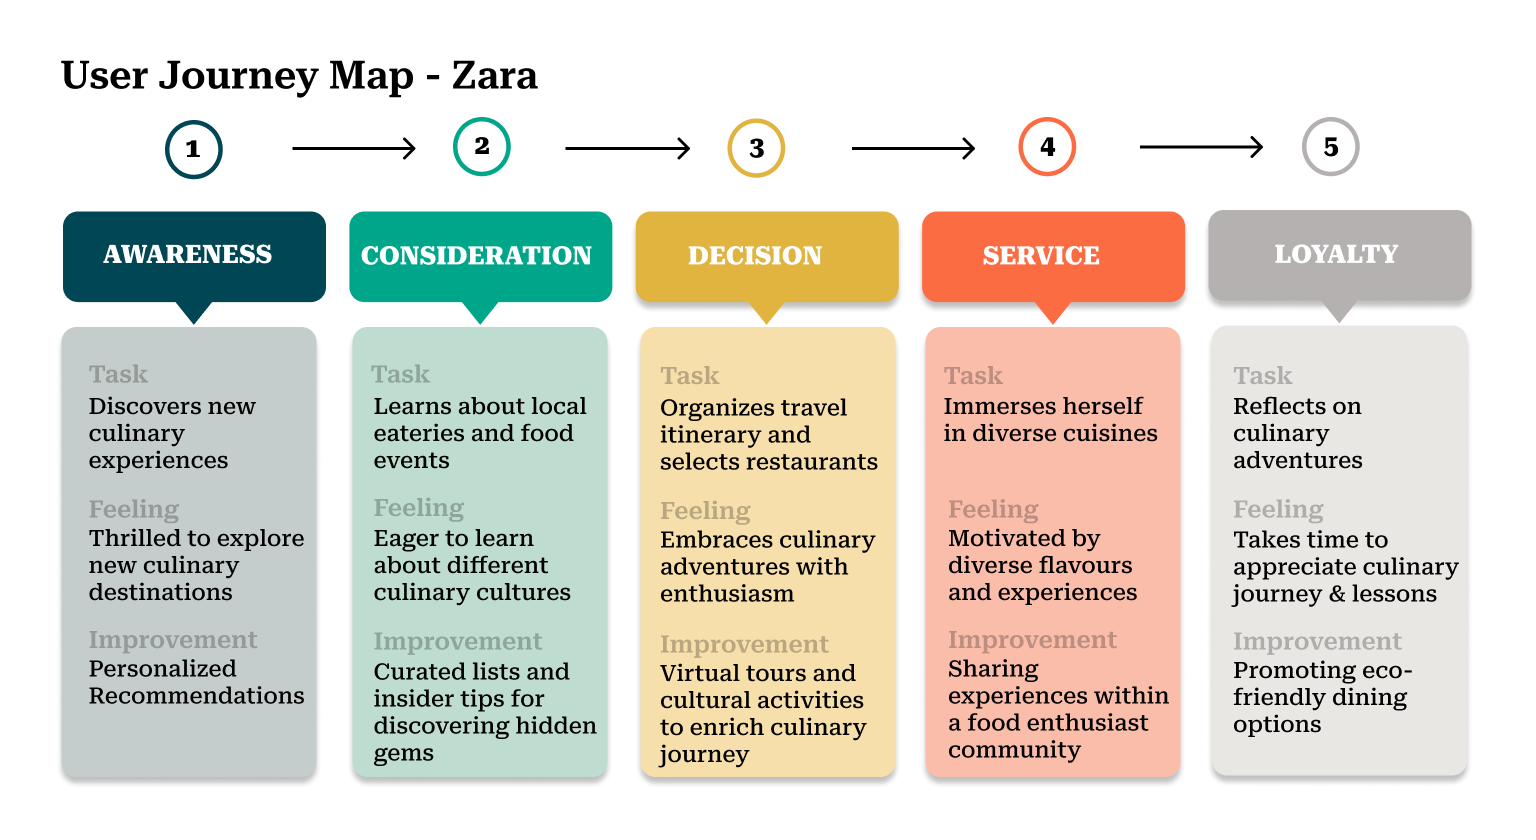 User Journey Map - Zara
1
2
3
4
5
AWARENESS
CONSIDERATION
DECISION
SERVICE
LOYALTY
Task
Discovers new
culinary
experiences
Feeling
Thrilled to explore
new culinary
destinations
Improvement
Personalized
Recommendations
Task
Learns about local
eateries and food
events
Feeling
Eager to learn
about different
culinary cultures
Improvement
Curated lists and
insider tips for
discovering hidden
gems
Task
Organizes travel
itinerary and
selects restaurants
Feeling
Embraces culinary
adventures with
enthusiasm
Improvement
Virtual tours and
cultural activities
to enrich culinary
journey
Task
Immerses herself
in diverse cuisines
Feeling
Motivated by
diverse flavours
and experiences
Improvement
Sharing
experiences within
a food enthusiast
community
Task
Reflects on
culinary
adventures
Feeling
Takes time to
appreciate culinary
journey & lessons
Improvement
Promoting eco-
friendly dining
options